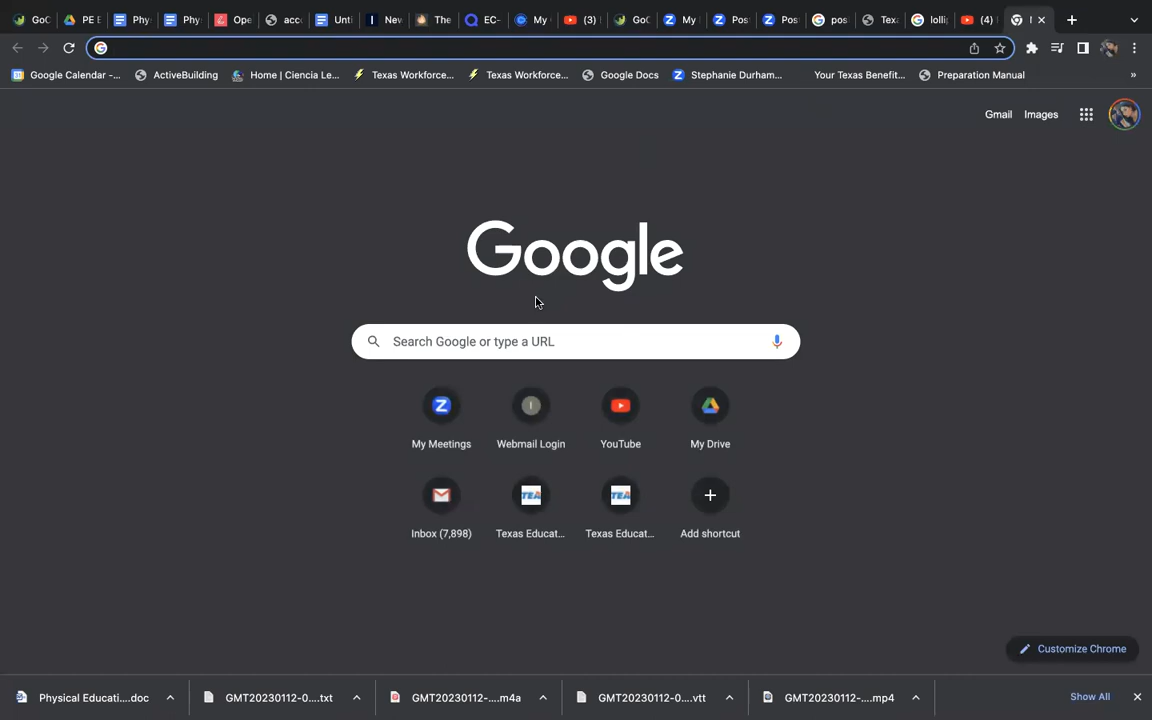 GoC PE E Phy: Phy: Ope acc Unti New The EC- My (3) GoC My Pos Pos pos Texa lollip (4)
Google Calendar -... ActiveBuilding Home | Ciencia Le... Texas Workforce... Texas Workforce... Google Docs Stephanie Durham... Your Texas Benefit... Preparation Manual »
Gmail Images
Google
Search Google or type a URL
My Meetings Webmail Login YouTube My Drive
Inbox (7,898) Texas Educat... Texas Educat... Add shortcut
Customize Chrome
Physical Educati....doc GMT20230112-0....txt GMT20230112-....m4a GMT20230112-0....vtt GMT20230112-....mp4 Show All